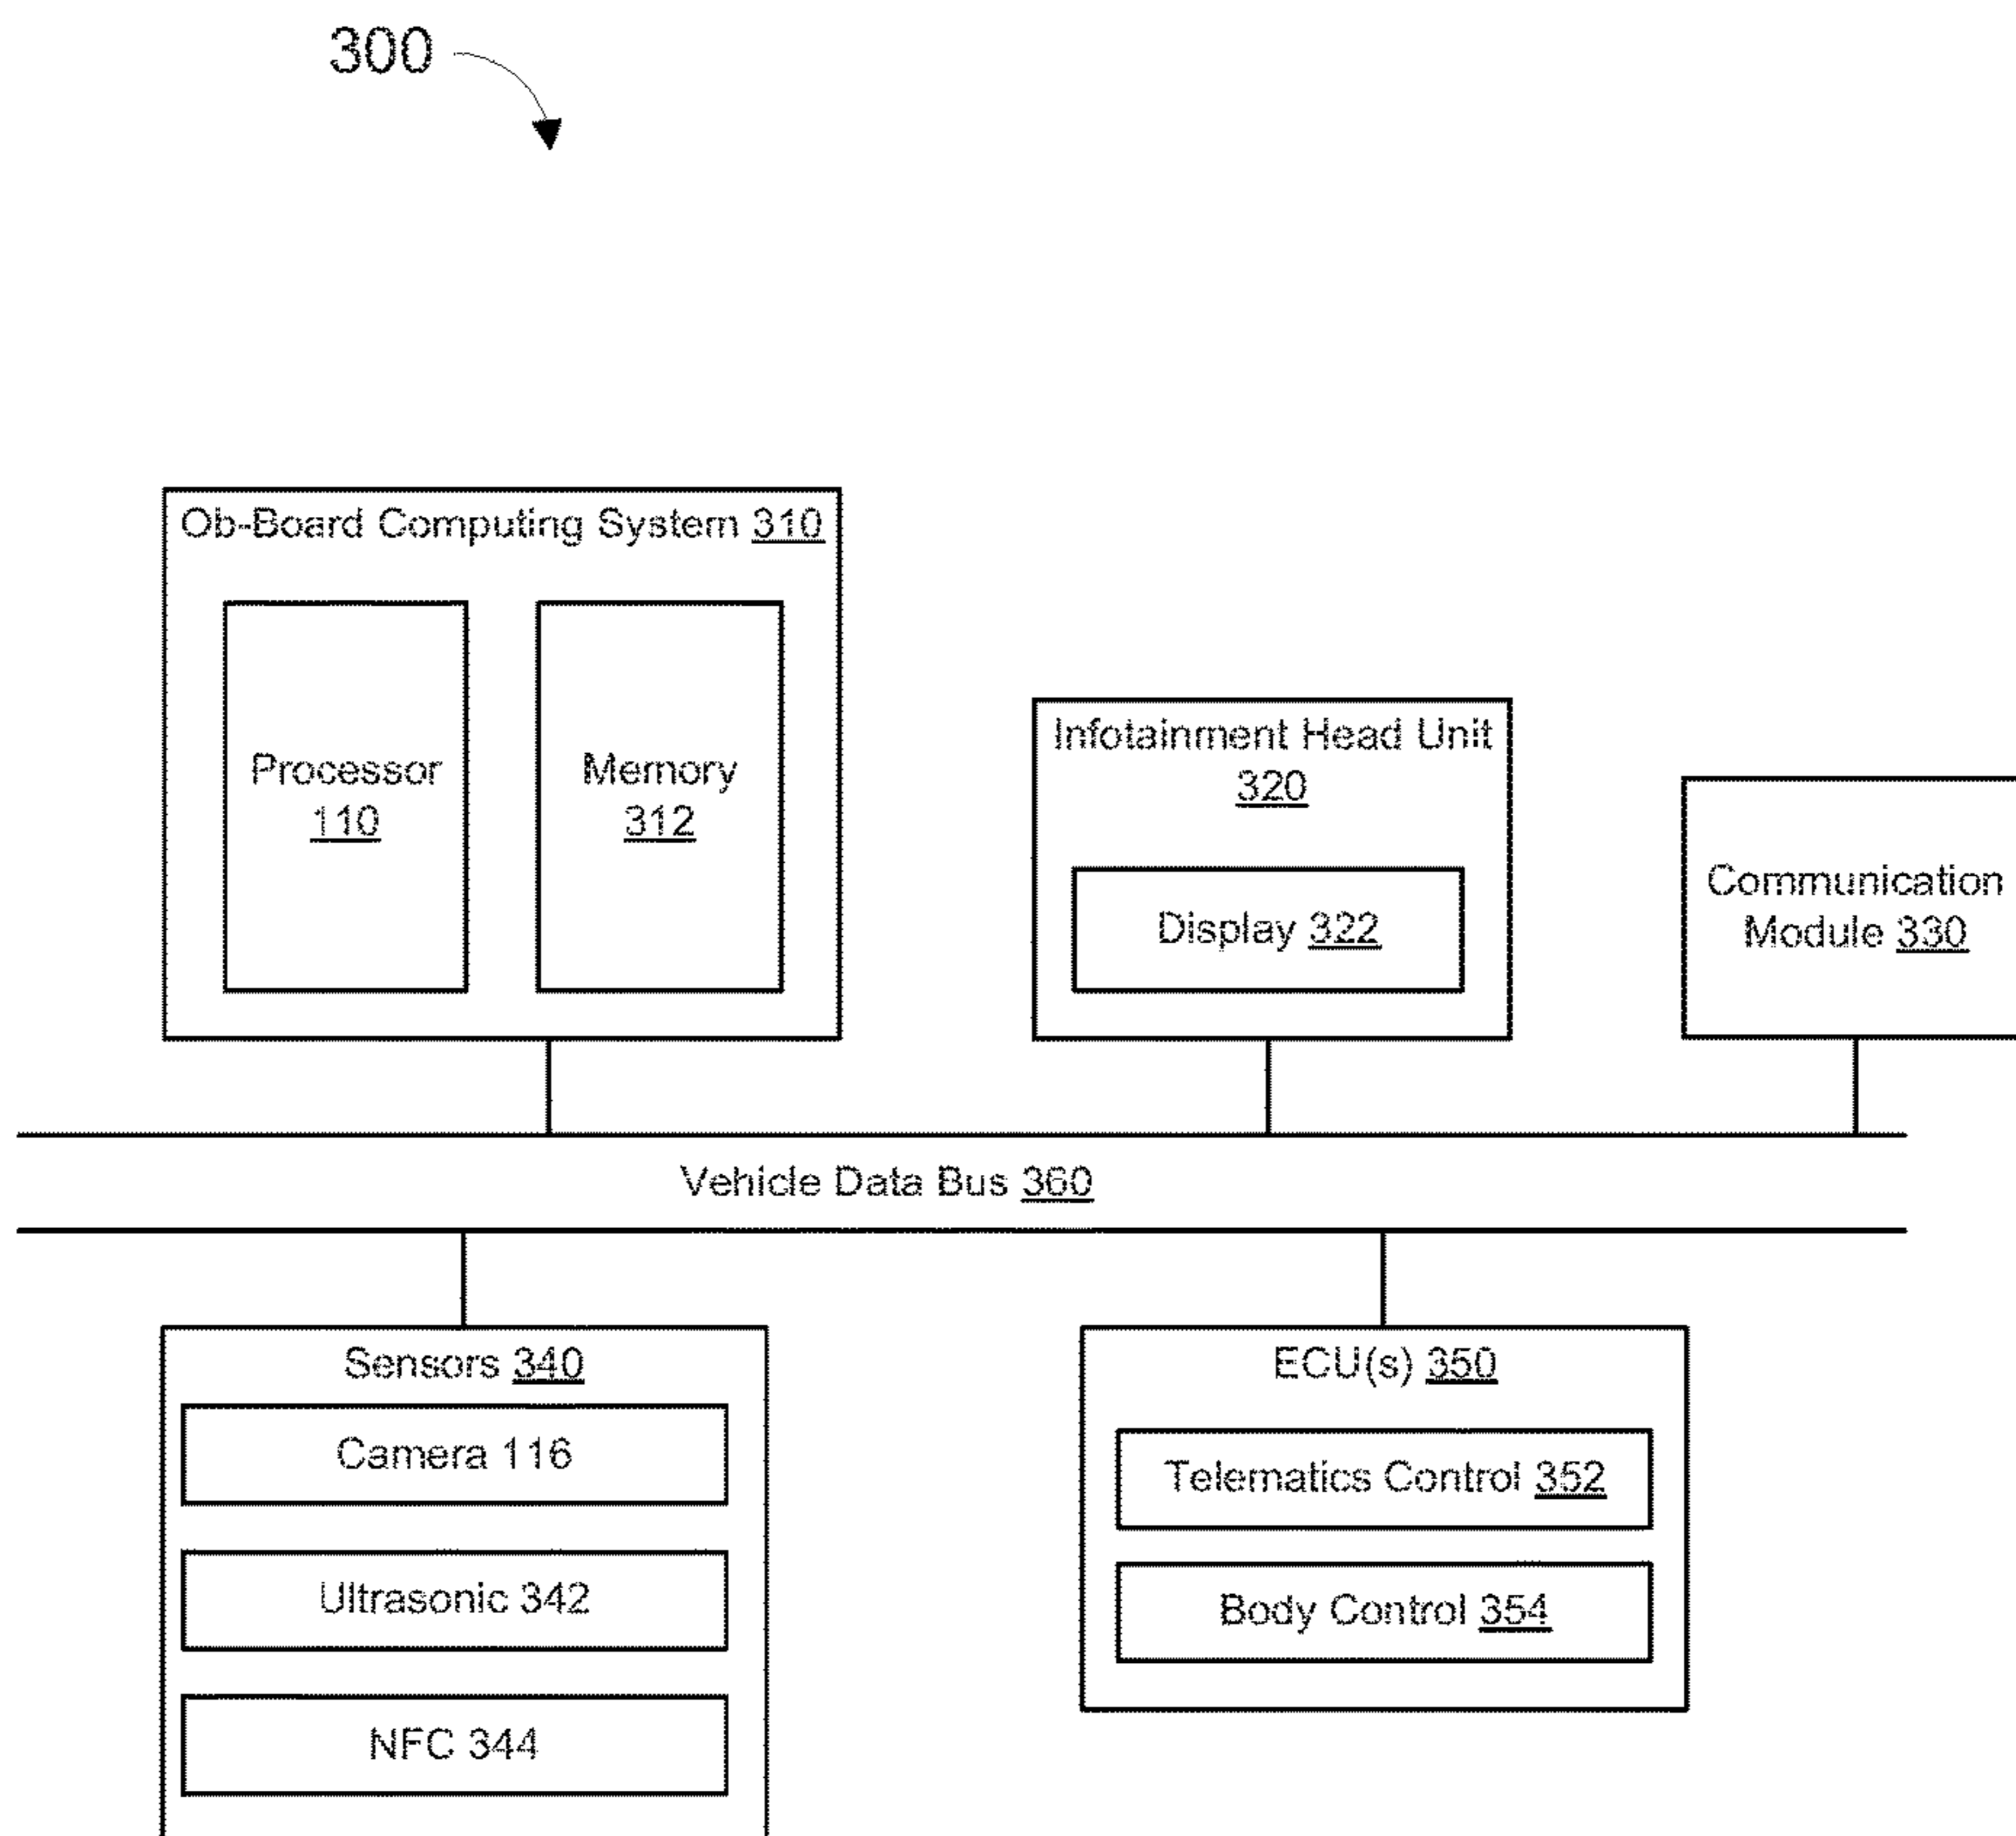 300
Ob-Board Computing System 310
Processor
110
Memory
312
Infotainment Head Unit
320
Display 322
Communication
Module 330
Vehicle Data Bus 360
Sensors 340
Camera 116
Ultrasonic 342
NFC 344
ECU(s) 350
Telematics Control 352
Body Control 354